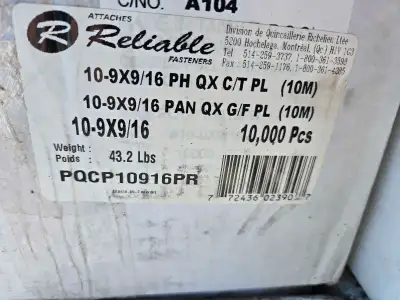 C/NO. A104
ATTACHES
R Reliable
FASTENERS
Division de Quincaillerie Richelieu Ltée
5200 Hochelaga, Montréal, (Qc.) H1V 1G3
Tel : 514-259-3737, 1-800-361-
Fax : 514-259-1176, 1-800-361-4205
10-9X9/16 PH QX C/T PL (10M)
10-9X9/16 PAN QX G/F PL (10M)
10-9X9/16 10,000 Pcs
Weight :
Poids : 43.2 Lbs
PQCP10916PR
7 72436 02390 7